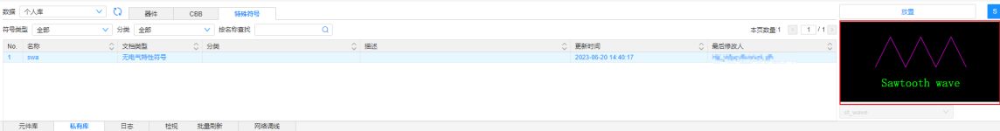 数据 个人库 器件 CBB 特殊符号 放置 S
符号类型 全部 分类 全部 按名称查找 本页数量:1 1 / 1
No. 名称 文档类型 分类 描述 更新时间 最后修改人
1 swa 无电气特性符号 2023-06-20 14:40:17
Sawtooth wave
ct_wave
元件库 私有库 日志 检视 批量刷新 网络调线